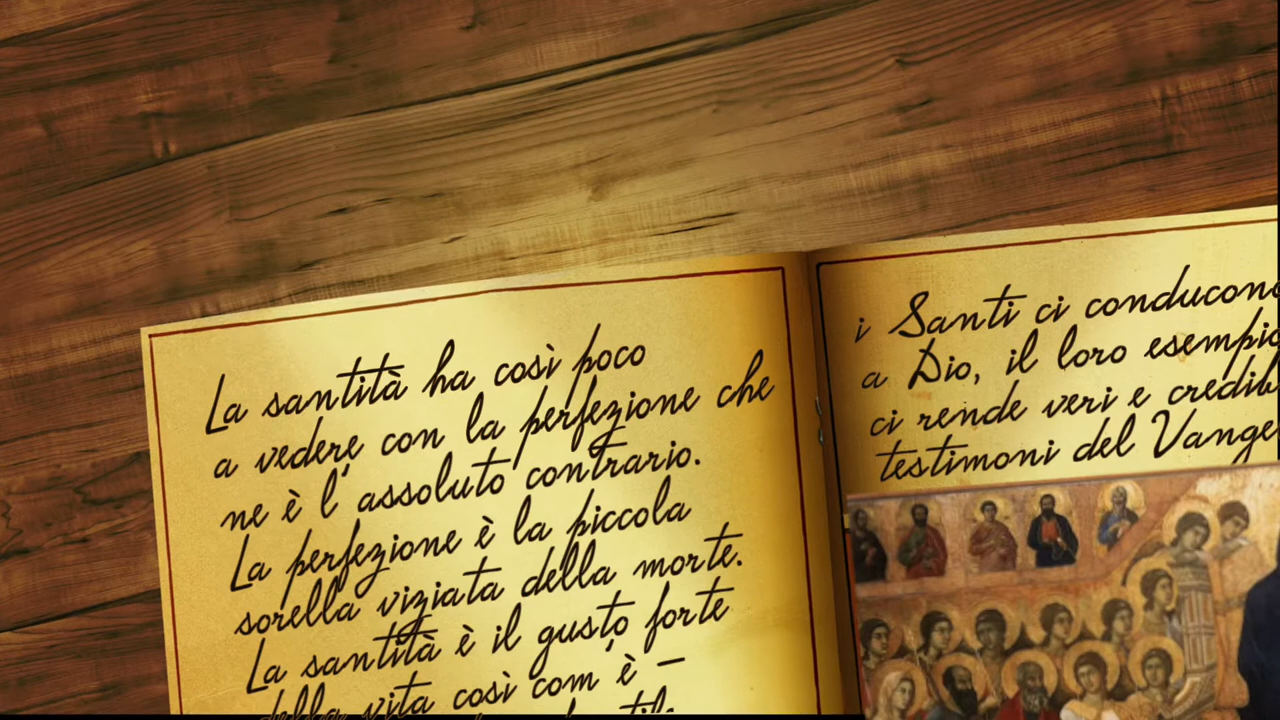 La santità ha così poco
a vedere con la perfezione che
ne è l'assoluto contrario.
La perfezione è la piccola
sorella viziata della morte.
La santità è il gusto forte
della vita così com'è –
i Santi ci conducono
a Dio, il loro esempio
ci rende veri e credib
testimoni del Vange